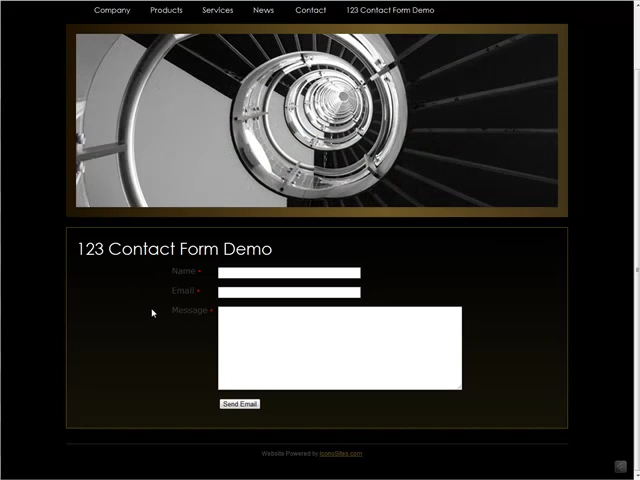 Company Products Services News Contact 123 Contact Form Demo
123 Contact Form Demo
Name *
Email *
Message *
Send Email
Website Powered by IconoSites.com